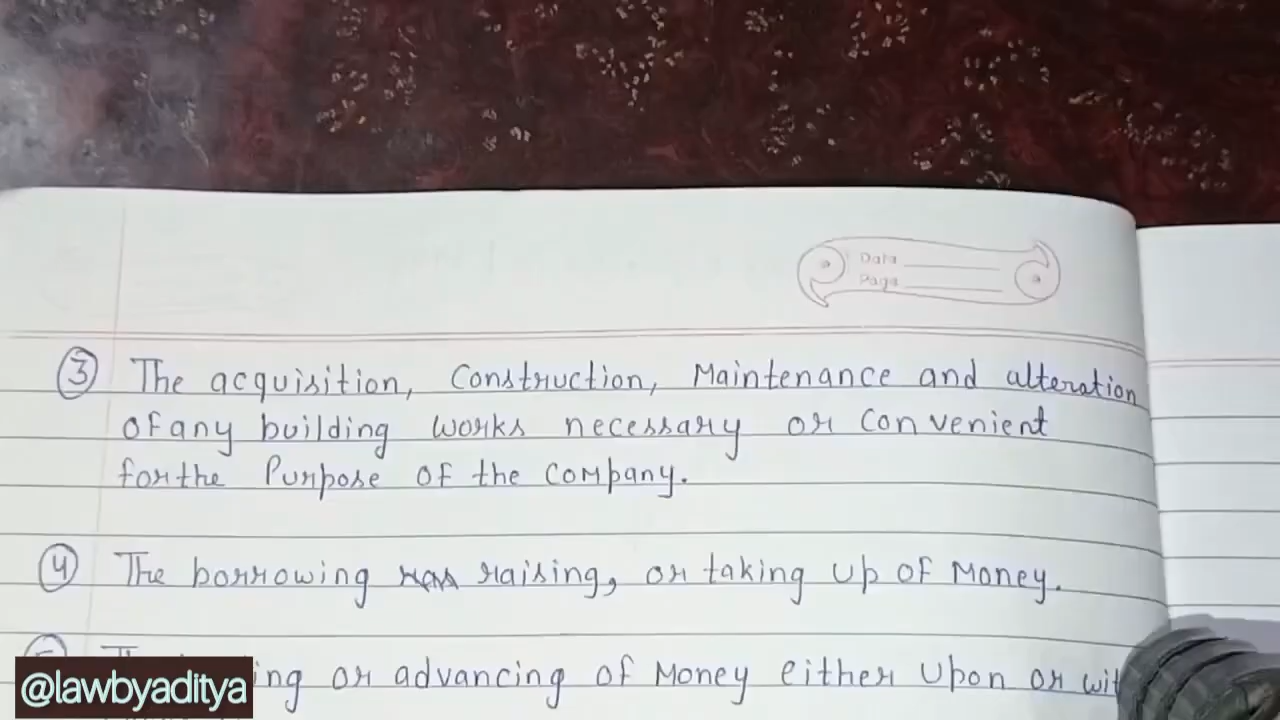 Data
Page
③ The acquisition, Construction, Maintenance and alteration
of any building works necessary or convenient
for the Purpose of the Company.
④ The borrowing raising, or taking up of Money.
or advancing of Money either Upon or
@lawbyaditya